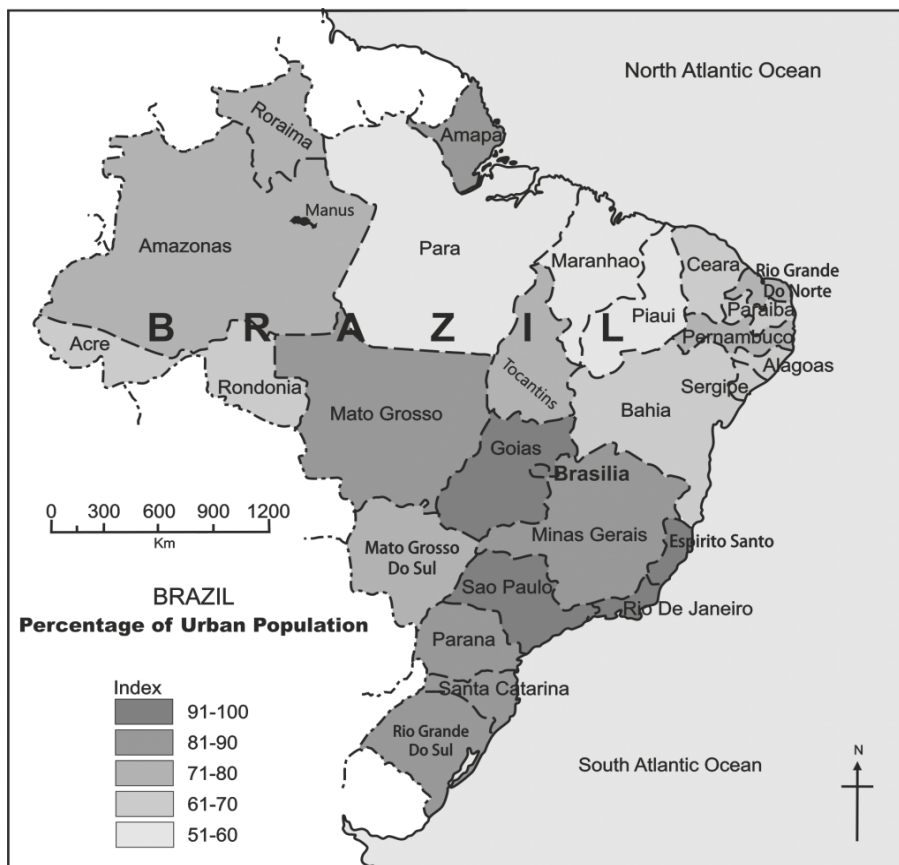 North Atlantic Ocean
Roraima
Amapa
Manus
Amazonas
Para
Maranhao
Ceara
Rio Grande
Do Norte
Piaui
Paraiba
B R A Z I L
Pernambuco
Acre
Alagoas
Rondonia
Tocantins
Sergipe
Mato Grosso
Bahia
Goias
Brasilia
0 300 600 900 1200
Km
Minas Gerais
Espirito Santo
Mato Grosso
Do Sul
Sao Paulo
Rio De Janeiro
BRAZIL
Percentage of Urban Population
Parana
Santa Catarina
Index
91-100
81-90
71-80
61-70
51-60
Rio Grande
Do Sul
South Atlantic Ocean
N